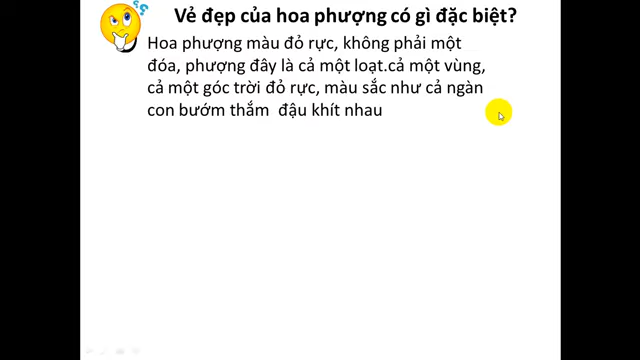 Vẻ đẹp của hoa phượng có gì đặc biệt?
Hoa phượng màu đỏ rực, không phải một
đóa, phượng đây là cả một loạt.cả một vùng,
cả một góc trời đỏ rực, màu sắc như cả ngàn
con bướm thắm  đậu khít nhau